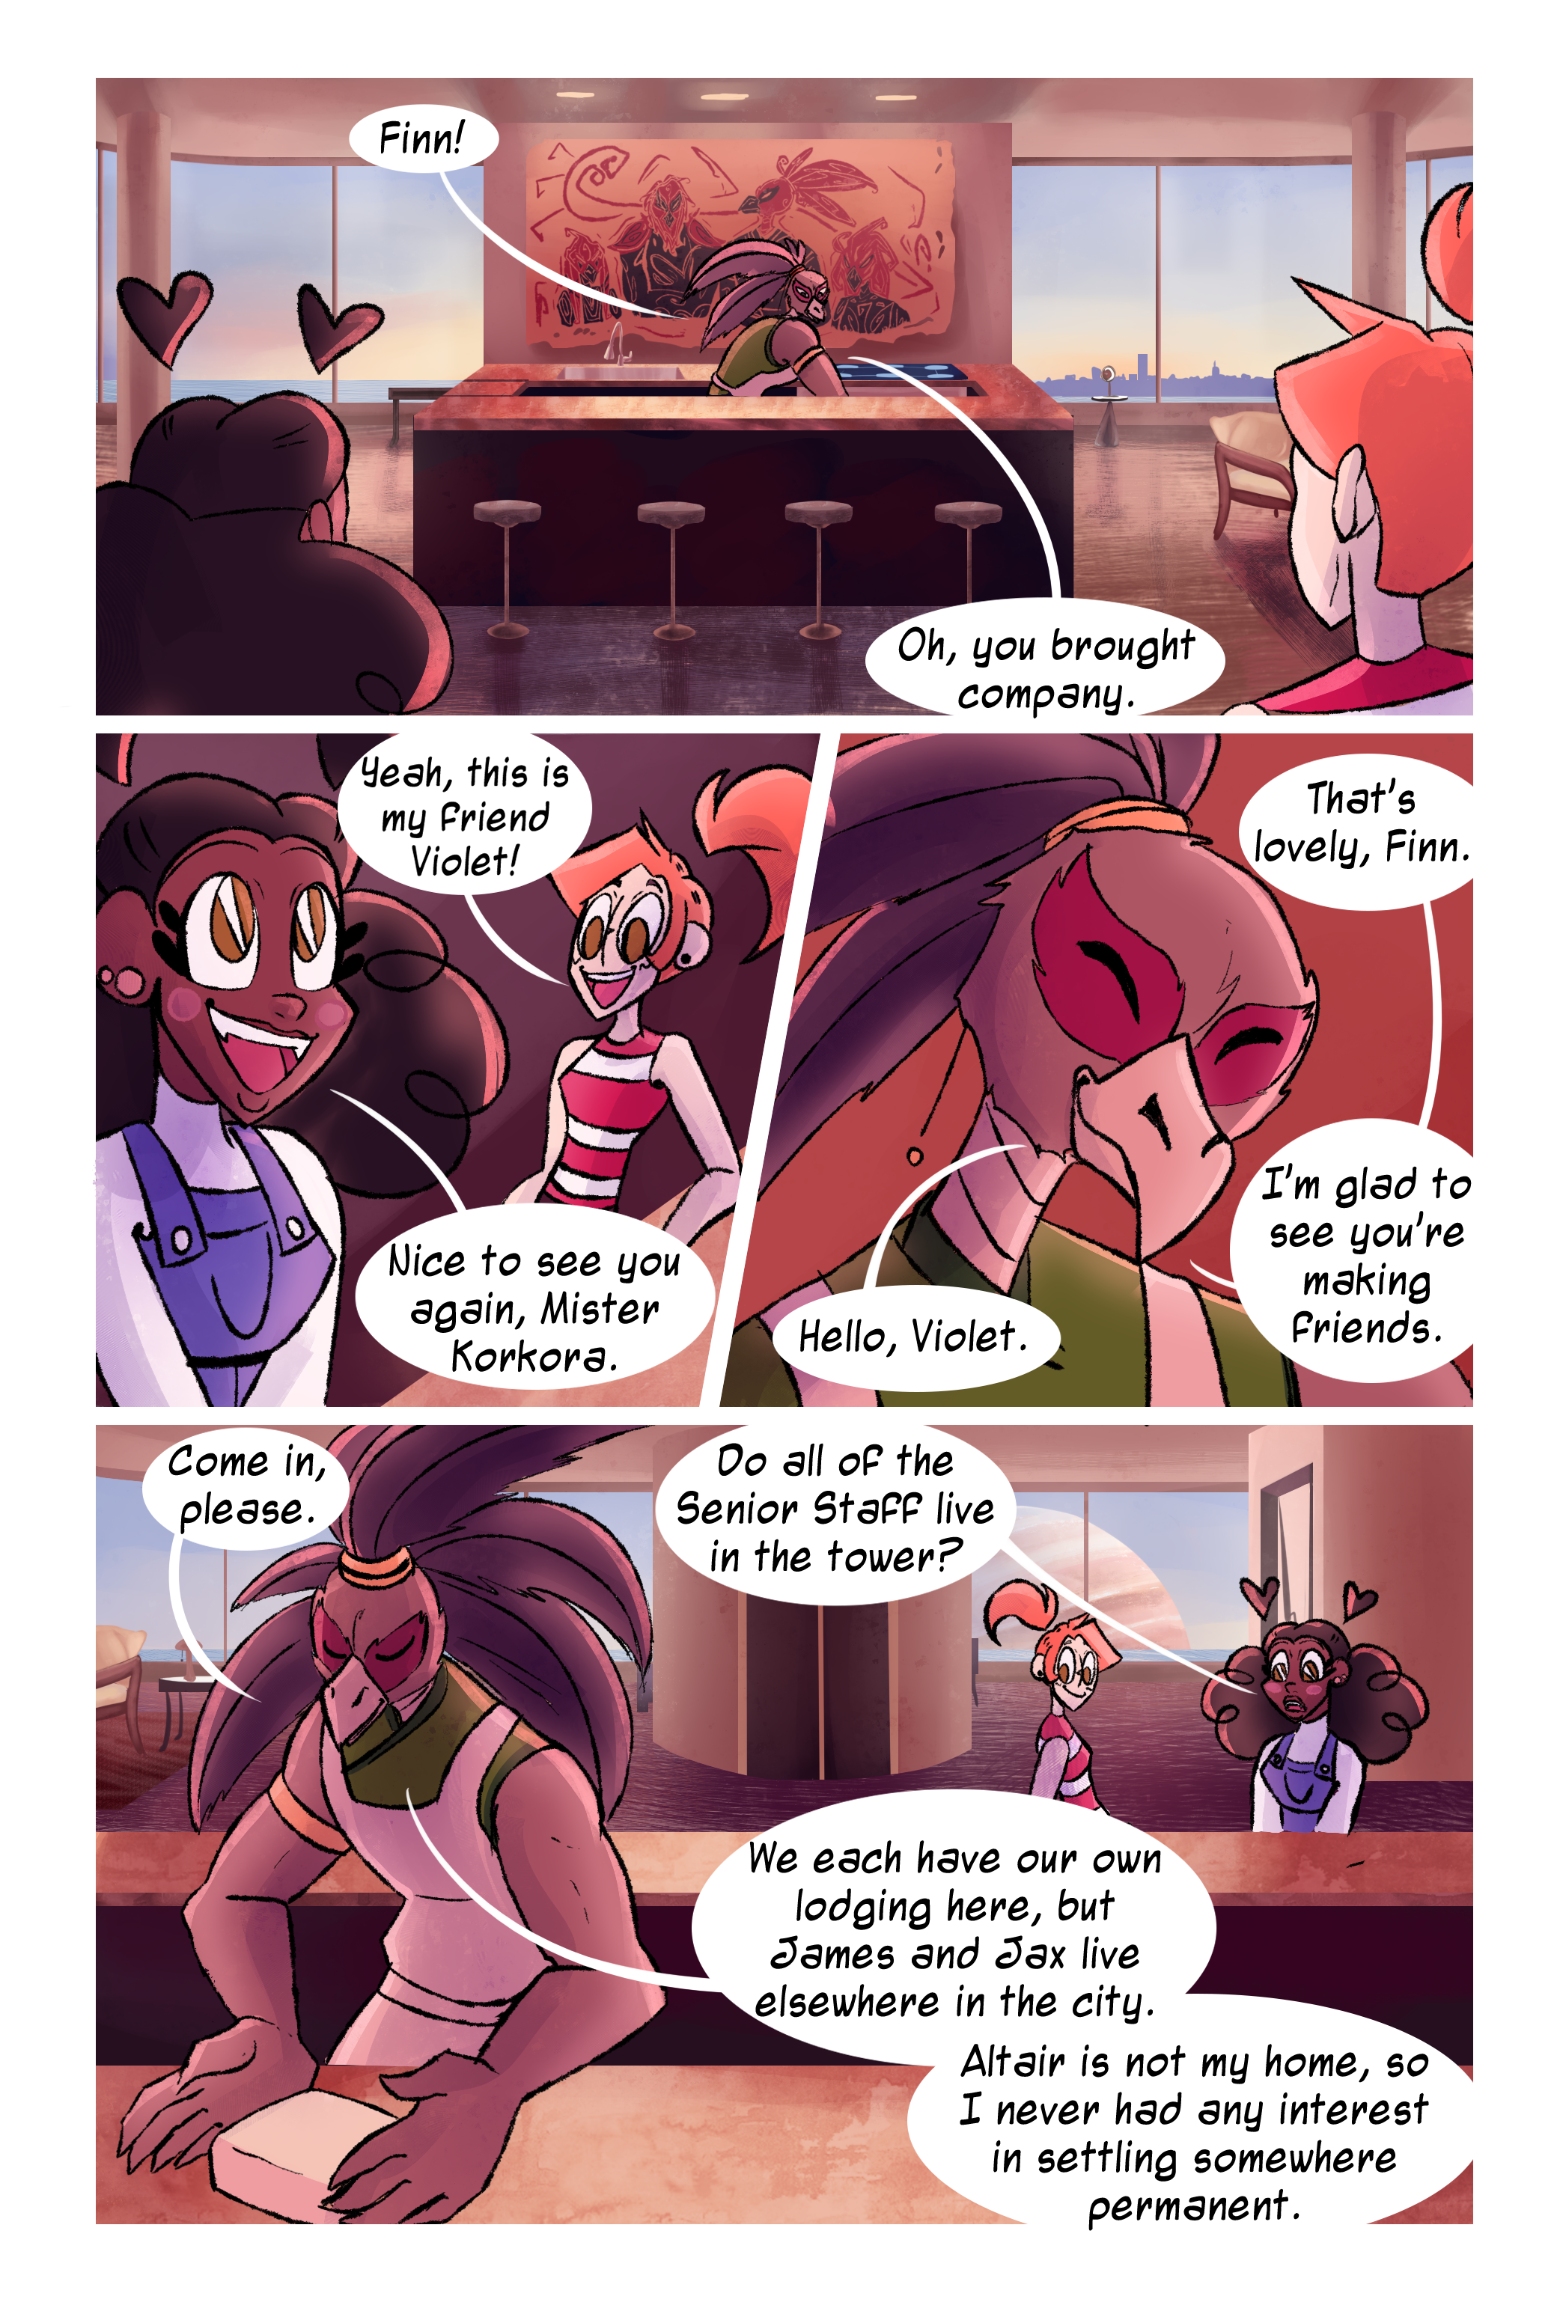 Finn!
Oh, you brought
company.
Yeah, this is
my friend
Violet!
Nice to see you
again, Mister
Korkora.
That's
lovely, Finn.
I'm glad to
see you're
making
friends.
Hello, Violet.
Come in,
please.
Do all of the
Senior Staff live
in the tower?
We each have our own
lodging here, but
James and Jax live
elsewhere in the city.
Altair is not my home, so
I never had any interest
in settling somewhere
permanent.